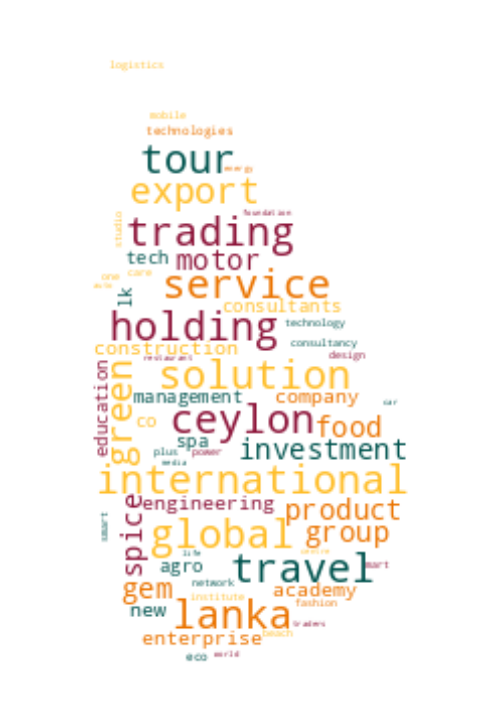 logistics
mobile
technologies
tour
energy
export
foundation
studio
trading
tech
motor
one
care
service
lk
consultants
holding
technology
consultancy
construction
design
restaurant
education
green
solution
management
company
car
co
ceylon
food
spa
investment
plus
power
media
international
smart
spice
engineering
product
global
group
life
centre
agro
travel
mart
network
gem
academy
institute
fashion
new
lanka
traders
enterprise
beach
eco
world